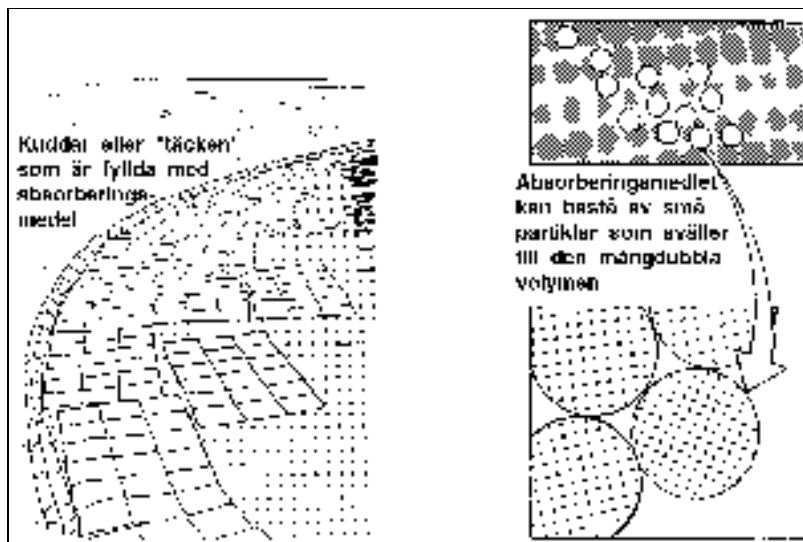 Kuddar eller "täcken"
som är fyllda med
absorberings-
medel
Absorberingsmedlet
kan bestå av små
partiklar som sväller
till den mångdubbla
volymen